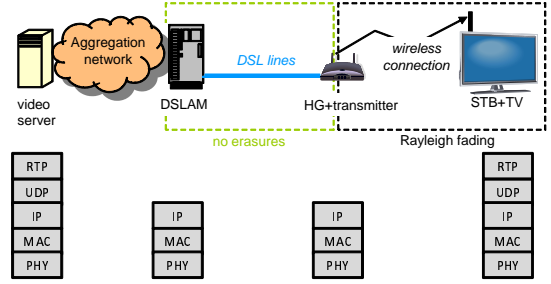 Aggregation
network
DSL lines
wireless
connection
video
server
DSLAM
HG+transmitter
STB+TV
no erasures
Rayleigh fading
RTP
UDP
IP
MAC
PHY
IP
MAC
PHY
IP
MAC
PHY
RTP
UDP
IP
MAC
PHY